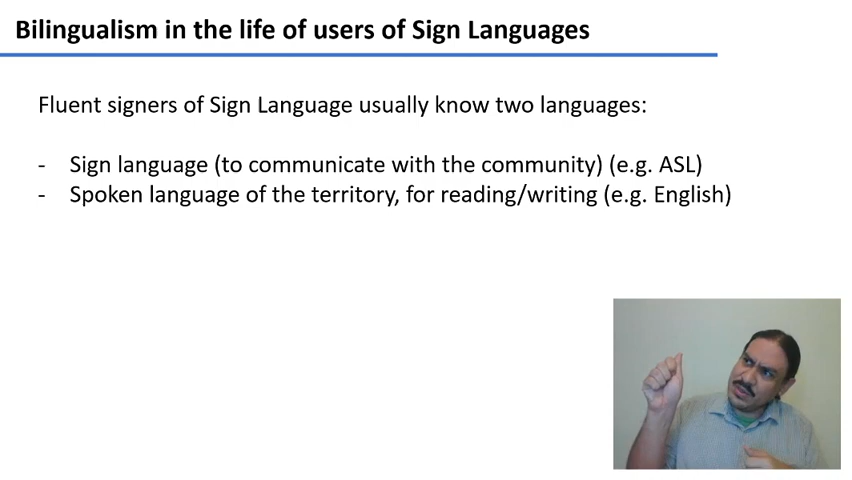 Bilingualism in the life of users of Sign Languages
Fluent signers of Sign Language usually know two languages:
- Sign language (to communicate with the community) (e.g. ASL)
- Spoken language of the territory, for reading/writing (e.g. English)